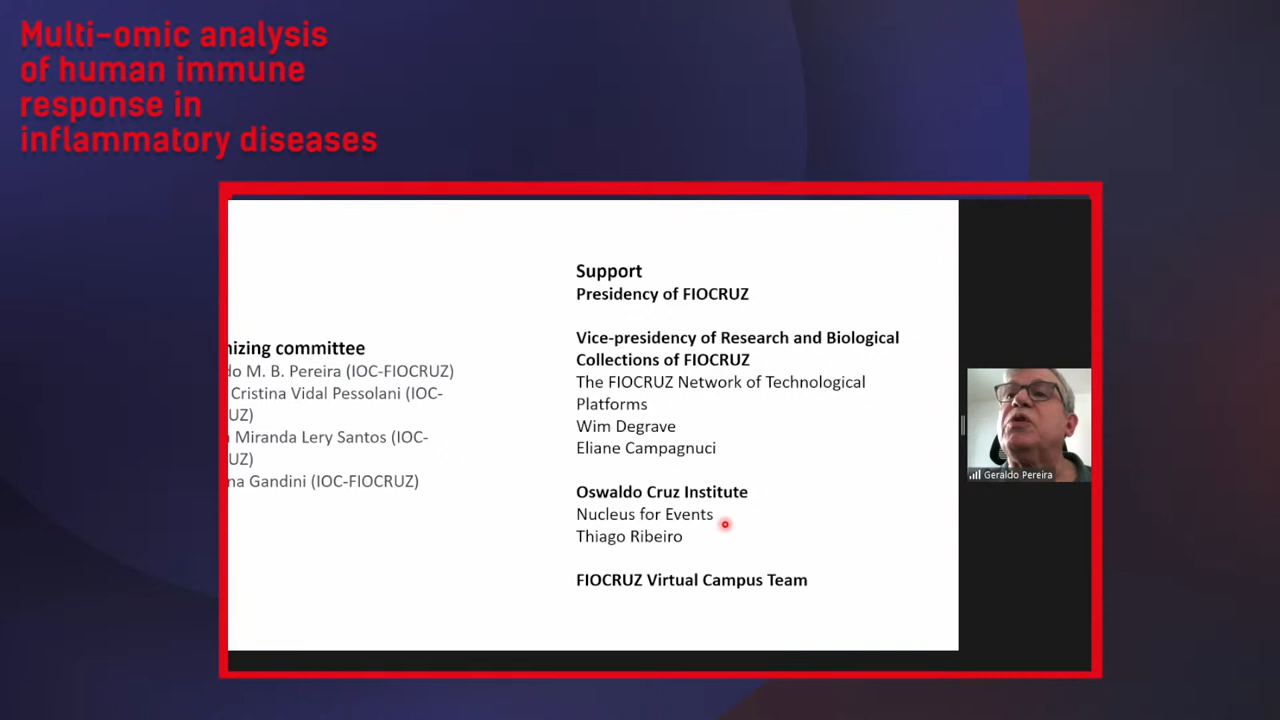 Multi-omic analysis
of human immune
response in
inflammatory diseases
nizing committee
do M. B. Pereira (IOC-FIOCRUZ)
Cristina Vidal Pessolani (IOC-
UZ)
Miranda Lery Santos (IOC-
UZ)
na Gandini (IOC-FIOCRUZ)
Support
Presidency of FIOCRUZ
Vice-presidency of Research and Biological
Collections of FIOCRUZ
The FIOCRUZ Network of Technological
Platforms
Wim Degrave
Eliane Campagnuci
Oswaldo Cruz Institute
Nucleus for Events
Thiago Ribeiro
FIOCRUZ Virtual Campus Team
Geraldo Pereira